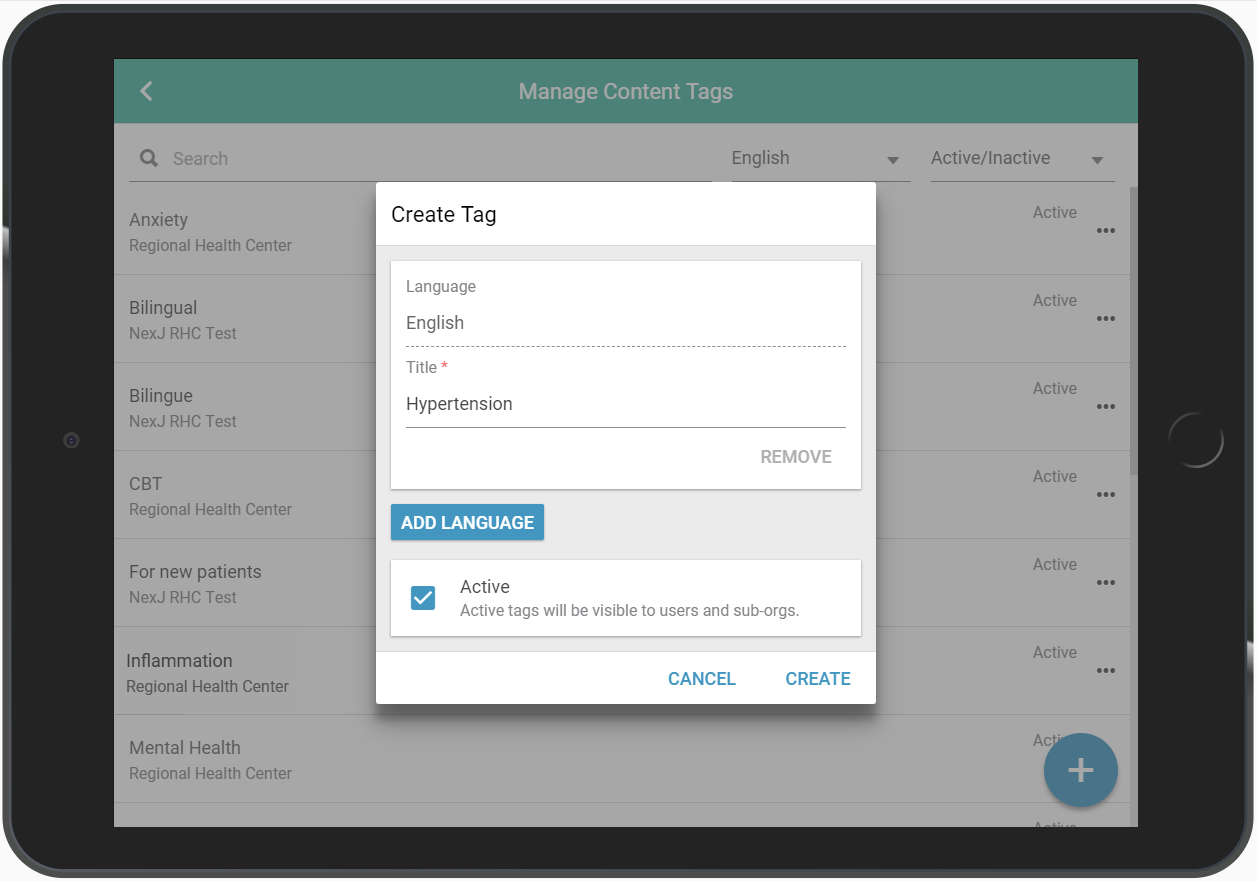 Manage Content Tags
Search
English
Active/Inactive
Anxiety
Regional Health Center
Active
Bilingual
NexJ RHC Test
Active
Bilingue
NexJ RHC Test
Active
CBT
Regional Health Center
Active
For new patients
NexJ RHC Test
Active
Inflammation
Regional Health Center
Active
Mental Health
Regional Health Center
Create Tag
Language
English
Title *
Hypertension
REMOVE
ADD LANGUAGE
Active
Active tags will be visible to users and sub-orgs.
CANCEL CREATE